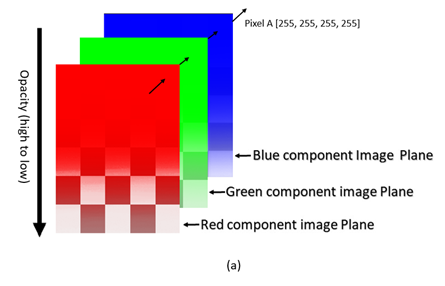 Pixel A [255, 255, 255, 255]
Opacity (high to low)
Blue component Image Plane
Green component image Plane
Red component image Plane
(a)